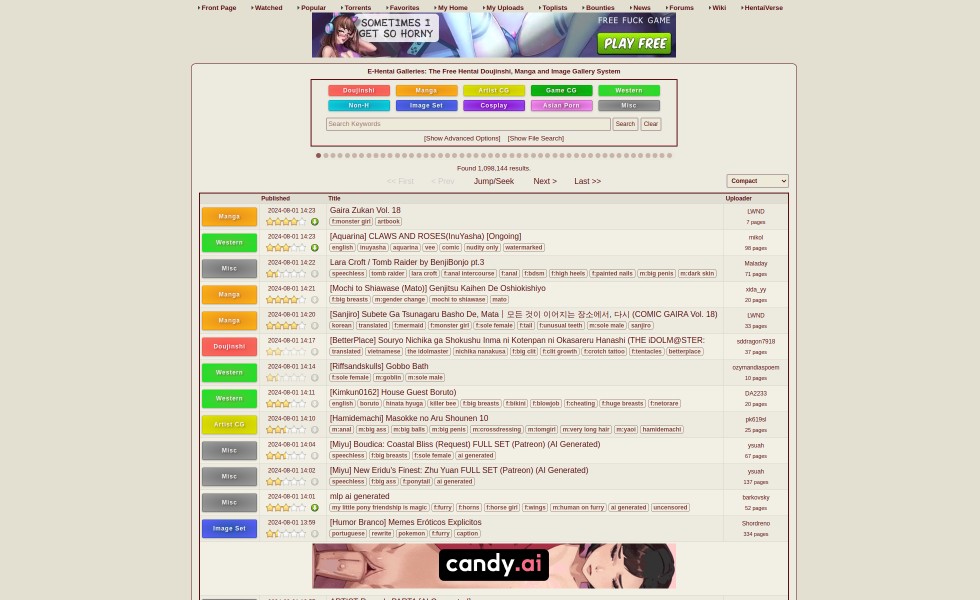 Front Page Watched Popular Torrents Favorites My Home My Uploads Toplists Bounties News Forums Wiki HentaiVerse
SOMETIMES I GET SO HORNY
FREE FUCK GAME
PLAY FREE
E-Hentai Galleries: The Free Hentai Doujinshi, Manga and Image Gallery System
Doujinshi Manga Artist CG Game CG Western
Non-H Image Set Cosplay Asian Porn Misc
Search Keywords Search Clear
[Show Advanced Options] [Show File Search]
Found 1,098,144 results.
<< First < Prev Jump/Seek Next > Last >> Compact
Published Title Uploader
Manga 2024-08-01 14:23 Gaira Zukan Vol. 18 LWND
f:monster girl artbook 7 pages
Western 2024-08-01 14:23 [Aquarina] CLAWS AND ROSES(InuYasha) [Ongoing] mikol
english inuyasha aquarina vee comic nudity only watermarked 98 pages
Misc 2024-08-01 14:22 Lara Croft / Tomb Raider by BenjiBonjo pt.3 Maladay
speechless tomb raider lara croft f:anal intercourse f:anal f:bdsm f:high heels f:painted nails m:big penis m:dark skin 71 pages
Manga 2024-08-01 14:21 [Mochi to Shiawase (Mato)] Genjitsu Kaihen De Oshiokishiyo xida_yy
f:big breasts m:gender change mochi to shiawase mato 20 pages
Manga 2024-08-01 14:20 [Sanjiro] Subete Ga Tsunagaru Basho De, Mata | 모든 것이 이어지는 장소에서, 다시 (COMIC GAIRA Vol. 18) LWND
korean translated f:mermaid f:monster girl f:sole female f:tail f:unusual teeth m:sole male sanjiro 33 pages
Doujinshi 2024-08-01 14:17 [BetterPlace] Souryo Nichika ga Shokushu Inma ni Kotenpan ni Okasareru Hanashi (THE iDOLM@STER: sddragon7918
translated vietnamese the idolmaster nichika nanakusa f:big clit f:clit growth f:crotch tattoo f:tentacles betterplace 37 pages
Western 2024-08-01 14:14 [Riffsandskulls] Gobbo Bath ozymandiaspoem
f:sole female m:goblin m:sole male 10 pages
Western 2024-08-01 14:11 [Kimkun0162] House Guest Boruto) DA2233
english boruto hinata hyuga killer bee f:big breasts f:bikini f:blowjob f:cheating f:huge breasts f:netorare 20 pages
Artist CG 2024-08-01 14:10 [Hamidemachi] Masokke no Aru Shounen 10 pk619sl
m:anal m:big ass m:big balls m:big penis m:crossdressing m:tomgirl m:very long hair m:yaoi hamidemachi 25 pages
Misc 2024-08-01 14:04 [Miyu] Boudica: Coastal Bliss (Request) FULL SET (Patreon) (AI Generated) ysuah
speechless f:big breasts f:sole female ai generated 67 pages
Misc 2024-08-01 14:02 [Miyu] New Eridu's Finest: Zhu Yuan FULL SET (Patreon) (AI Generated) ysuah
speechless f:big ass f:ponytail ai generated 137 pages
Misc 2024-08-01 14:01 mlp ai generated barkovsky
my little pony friendship is magic f:furry f:horns f:horse girl f:wings m:human on furry ai generated uncensored 52 pages
Image Set 2024-08-01 13:59 [Humor Branco] Memes Eróticos Explicitos Shordreno
portuguese rewrite pokemon f:furry caption 334 pages
candy.ai